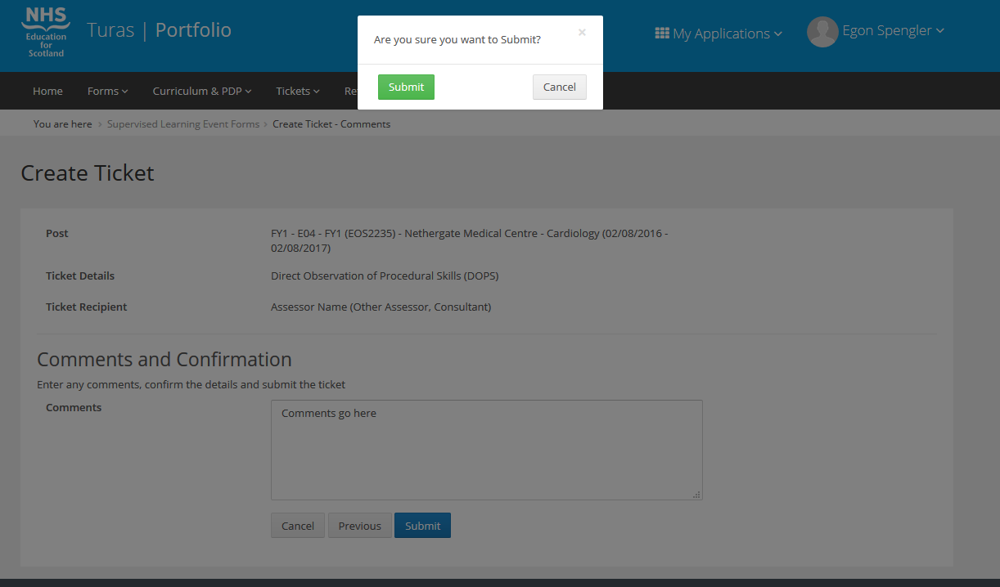 NHS
Education
for
Scotland
Turas | Portfolio
Are you sure you want to Submit?
×
Submit
Cancel
My Applications
Egon Spengler
Home
Forms
Curriculum & PDP
Tickets
You are here › Supervised Learning Event Forms › Create Ticket - Comments
Create Ticket
Post
FY1 - E04 - FY1 (EOS2235) - Nethergate Medical Centre - Cardiology (02/08/2016 -
02/08/2017)
Ticket Details
Direct Observation of Procedural Skills (DOPS)
Ticket Recipient
Assessor Name (Other Assessor, Consultant)
Comments and Confirmation
Enter any comments, confirm the details and submit the ticket
Comments
Comments go here
Cancel
Previous
Submit